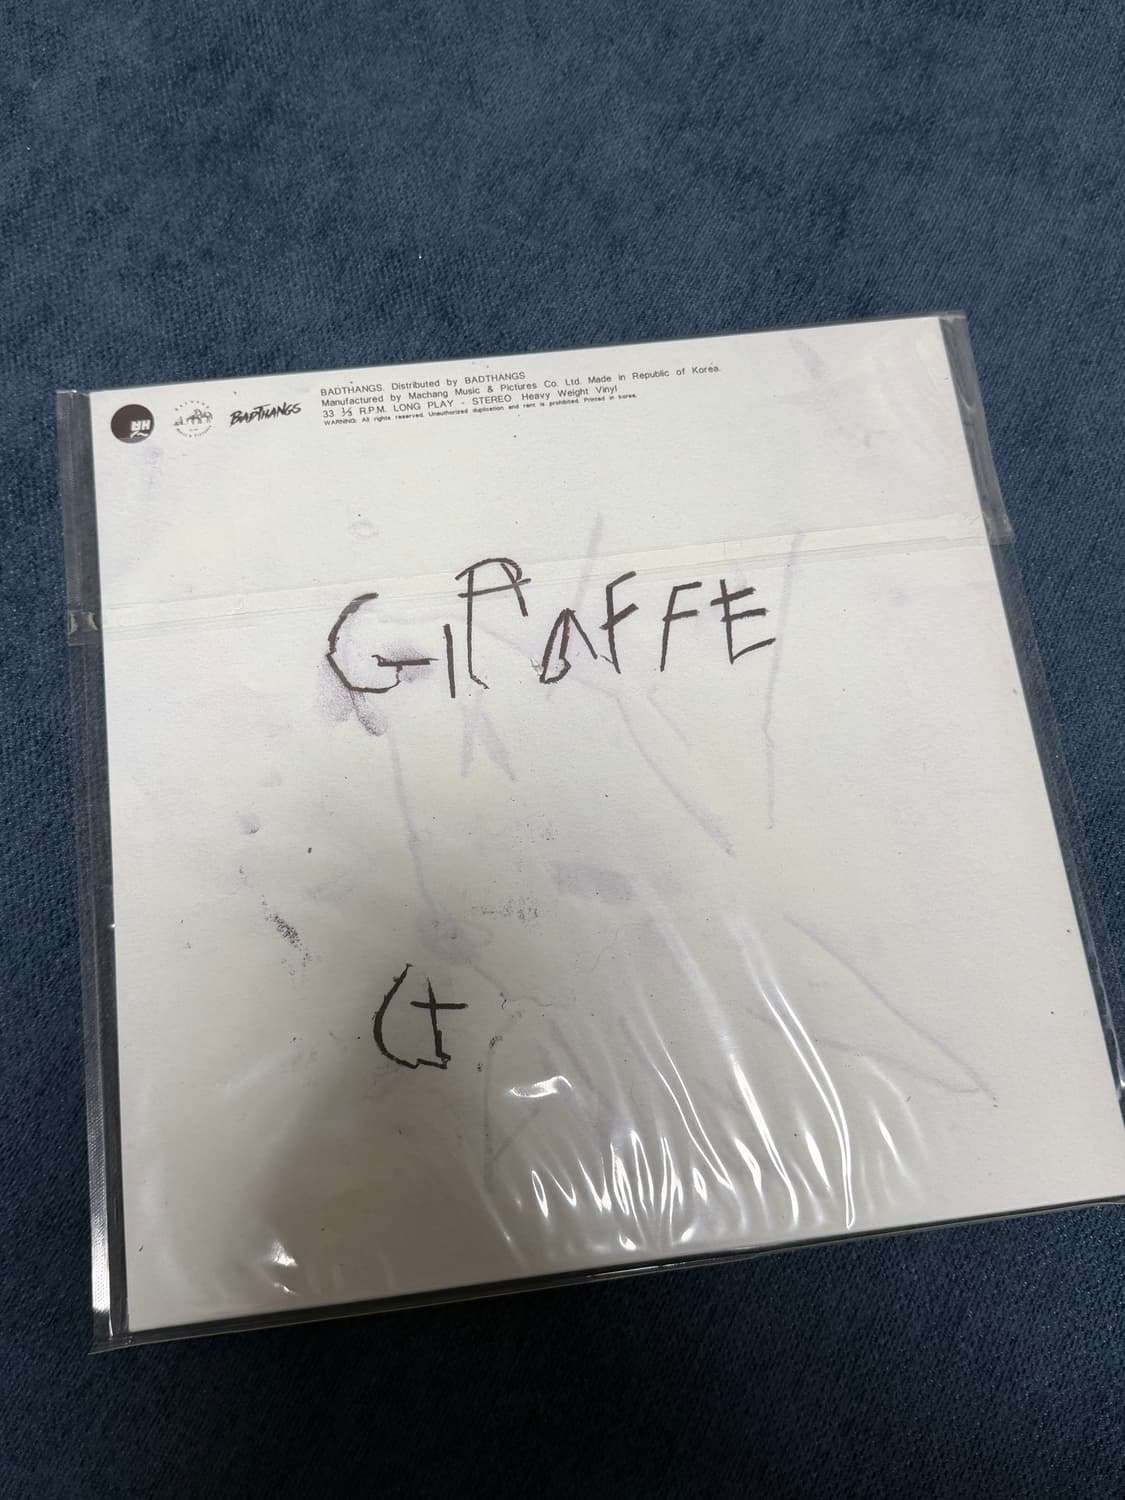 BADTHANGS
BADTHANGS. Distributed by BADTHANGS
Manufactured by Machang Music & Pictures Co. Ltd. Made in Republic of Korea.
33 ⅓ R.P.M. LONG PLAY - STEREO Heavy Weight Vinyl
WARNING: All rights reserved. Unauthorized duplication and rent is prohibited. Printed in korea.
GIRAFFE